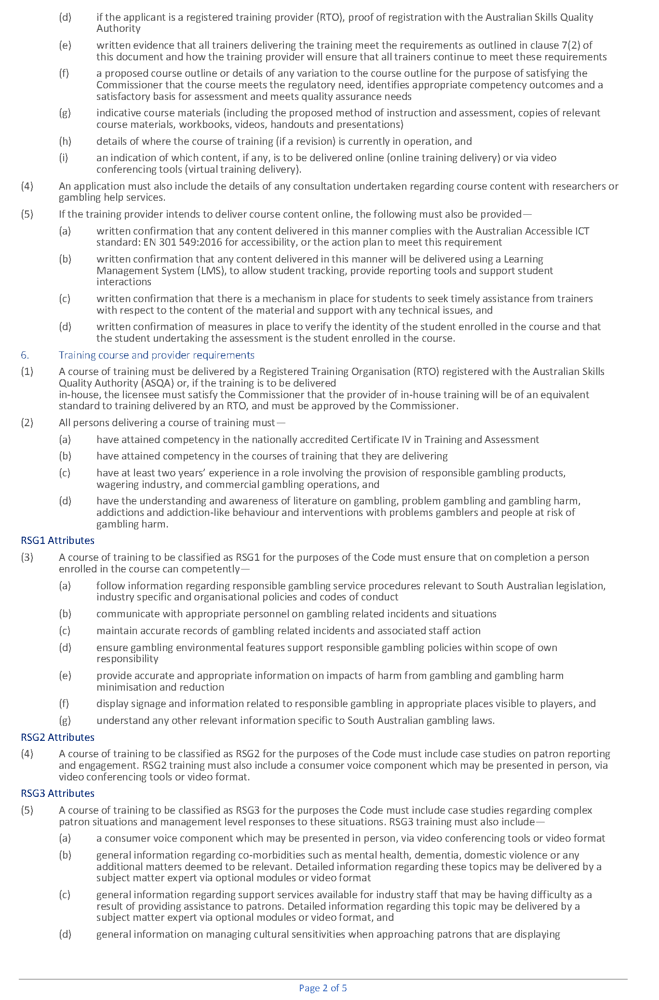 (d) if the applicant is a registered training provider (RTO), proof of registration with the Australian Skills Quality
Authority
(e) written evidence that all trainers delivering the training meet the requirements as outlined in clause 7(2) of
this document and how the training provider will ensure that all trainers continue to meet these requirements
(f) a proposed course outline or details of any variation to the course outline for the purpose of satisfying the
Commissioner that the course meets the regulatory need, identifies appropriate competency outcomes and a
satisfactory basis for assessment and meets quality assurance needs
(g) indicative course materials (including the proposed method of instruction and assessment, copies of relevant
course materials, workbooks, videos, handouts and presentations)
(h) details of where the course of training (if a revision) is currently in operation, and
(i) an indication of which content, if any, is to be delivered online (online training delivery) or via video
conferencing tools (virtual training delivery).
(4) An application must also include the details of any consultation undertaken regarding course content with researchers or
gambling help services.
(5) If the training provider intends to deliver course content online, the following must also be provided—
(a) written confirmation that any content delivered in this manner complies with the Australian Accessible ICT
standard: EN 301 549:2016 for accessibility, or the action plan to meet this requirement
(b) written confirmation that any content delivered in this manner will be delivered using a Learning
Management System (LMS), to allow student tracking, provide reporting tools and support student
interactions
(c) written confirmation that there is a mechanism in place for students to seek timely assistance from trainers
with respect to the content of the material and support with any technical issues, and
(d) written confirmation of measures in place to verify the identity of the student enrolled in the course and that
the student undertaking the assessment is the student enrolled in the course.
6. Training course and provider requirements
(1) A course of training must be delivered by a Registered Training Organisation (RTO) registered with the Australian Skills
Quality Authority (ASQA) or, if the training is to be delivered
in-house, the licensee must satisfy the Commissioner that the provider of in-house training will be of an equivalent
standard to training delivered by an RTO, and must be approved by the Commissioner.
(2) All persons delivering a course of training must—
(a) have attained competency in the nationally accredited Certificate IV in Training and Assessment
(b) have attained competency in the courses of training that they are delivering
(c) have at least two years’ experience in a role involving the provision of responsible gambling products,
wagering industry, and commercial gambling operations, and
(d) have the understanding and awareness of literature on gambling, problem gambling and gambling harm,
addictions and addiction-like behaviour and interventions with problems gamblers and people at risk of
gambling harm.
RSG1 Attributes
(3) A course of training to be classified as RSG1 for the purposes of the Code must ensure that on completion a person
enrolled in the course can competently—
(a) follow information regarding responsible gambling service procedures relevant to South Australian legislation,
industry specific and organisational policies and codes of conduct
(b) communicate with appropriate personnel on gambling related incidents and situations
(c) maintain accurate records of gambling related incidents and associated staff action
(d) ensure gambling environmental features support responsible gambling policies within scope of own
responsibility
(e) provide accurate and appropriate information on impacts of harm from gambling and gambling harm
minimisation and reduction
(f) display signage and information related to responsible gambling in appropriate places visible to players, and
(g) understand any other relevant information specific to South Australian gambling laws.
RSG2 Attributes
(4) A course of training to be classified as RSG2 for the purposes of the Code must include case studies on patron reporting
and engagement. RSG2 training must also include a consumer voice component which may be presented in person, via
video conferencing tools or video format.
RSG3 Attributes
(5) A course of training to be classified as RSG3 for the purposes the Code must include case studies regarding complex
patron situations and management level responses to these situations. RSG3 training must also include—
(a) a consumer voice component which may be presented in person, via video conferencing tools or video format
(b) general information regarding co-morbidities such as mental health, dementia, domestic violence or any
additional matters deemed to be relevant. Detailed information regarding these topics may be delivered by a
subject matter expert via optional modules or video format
(c) general information regarding support services available for industry staff that may be having difficulty as a
result of providing assistance to patrons. Detailed information regarding this topic may be delivered by a
subject matter expert via optional modules or video format, and
(d) general information on managing cultural sensitivities when approaching patrons that are displaying
Page 2 of 5